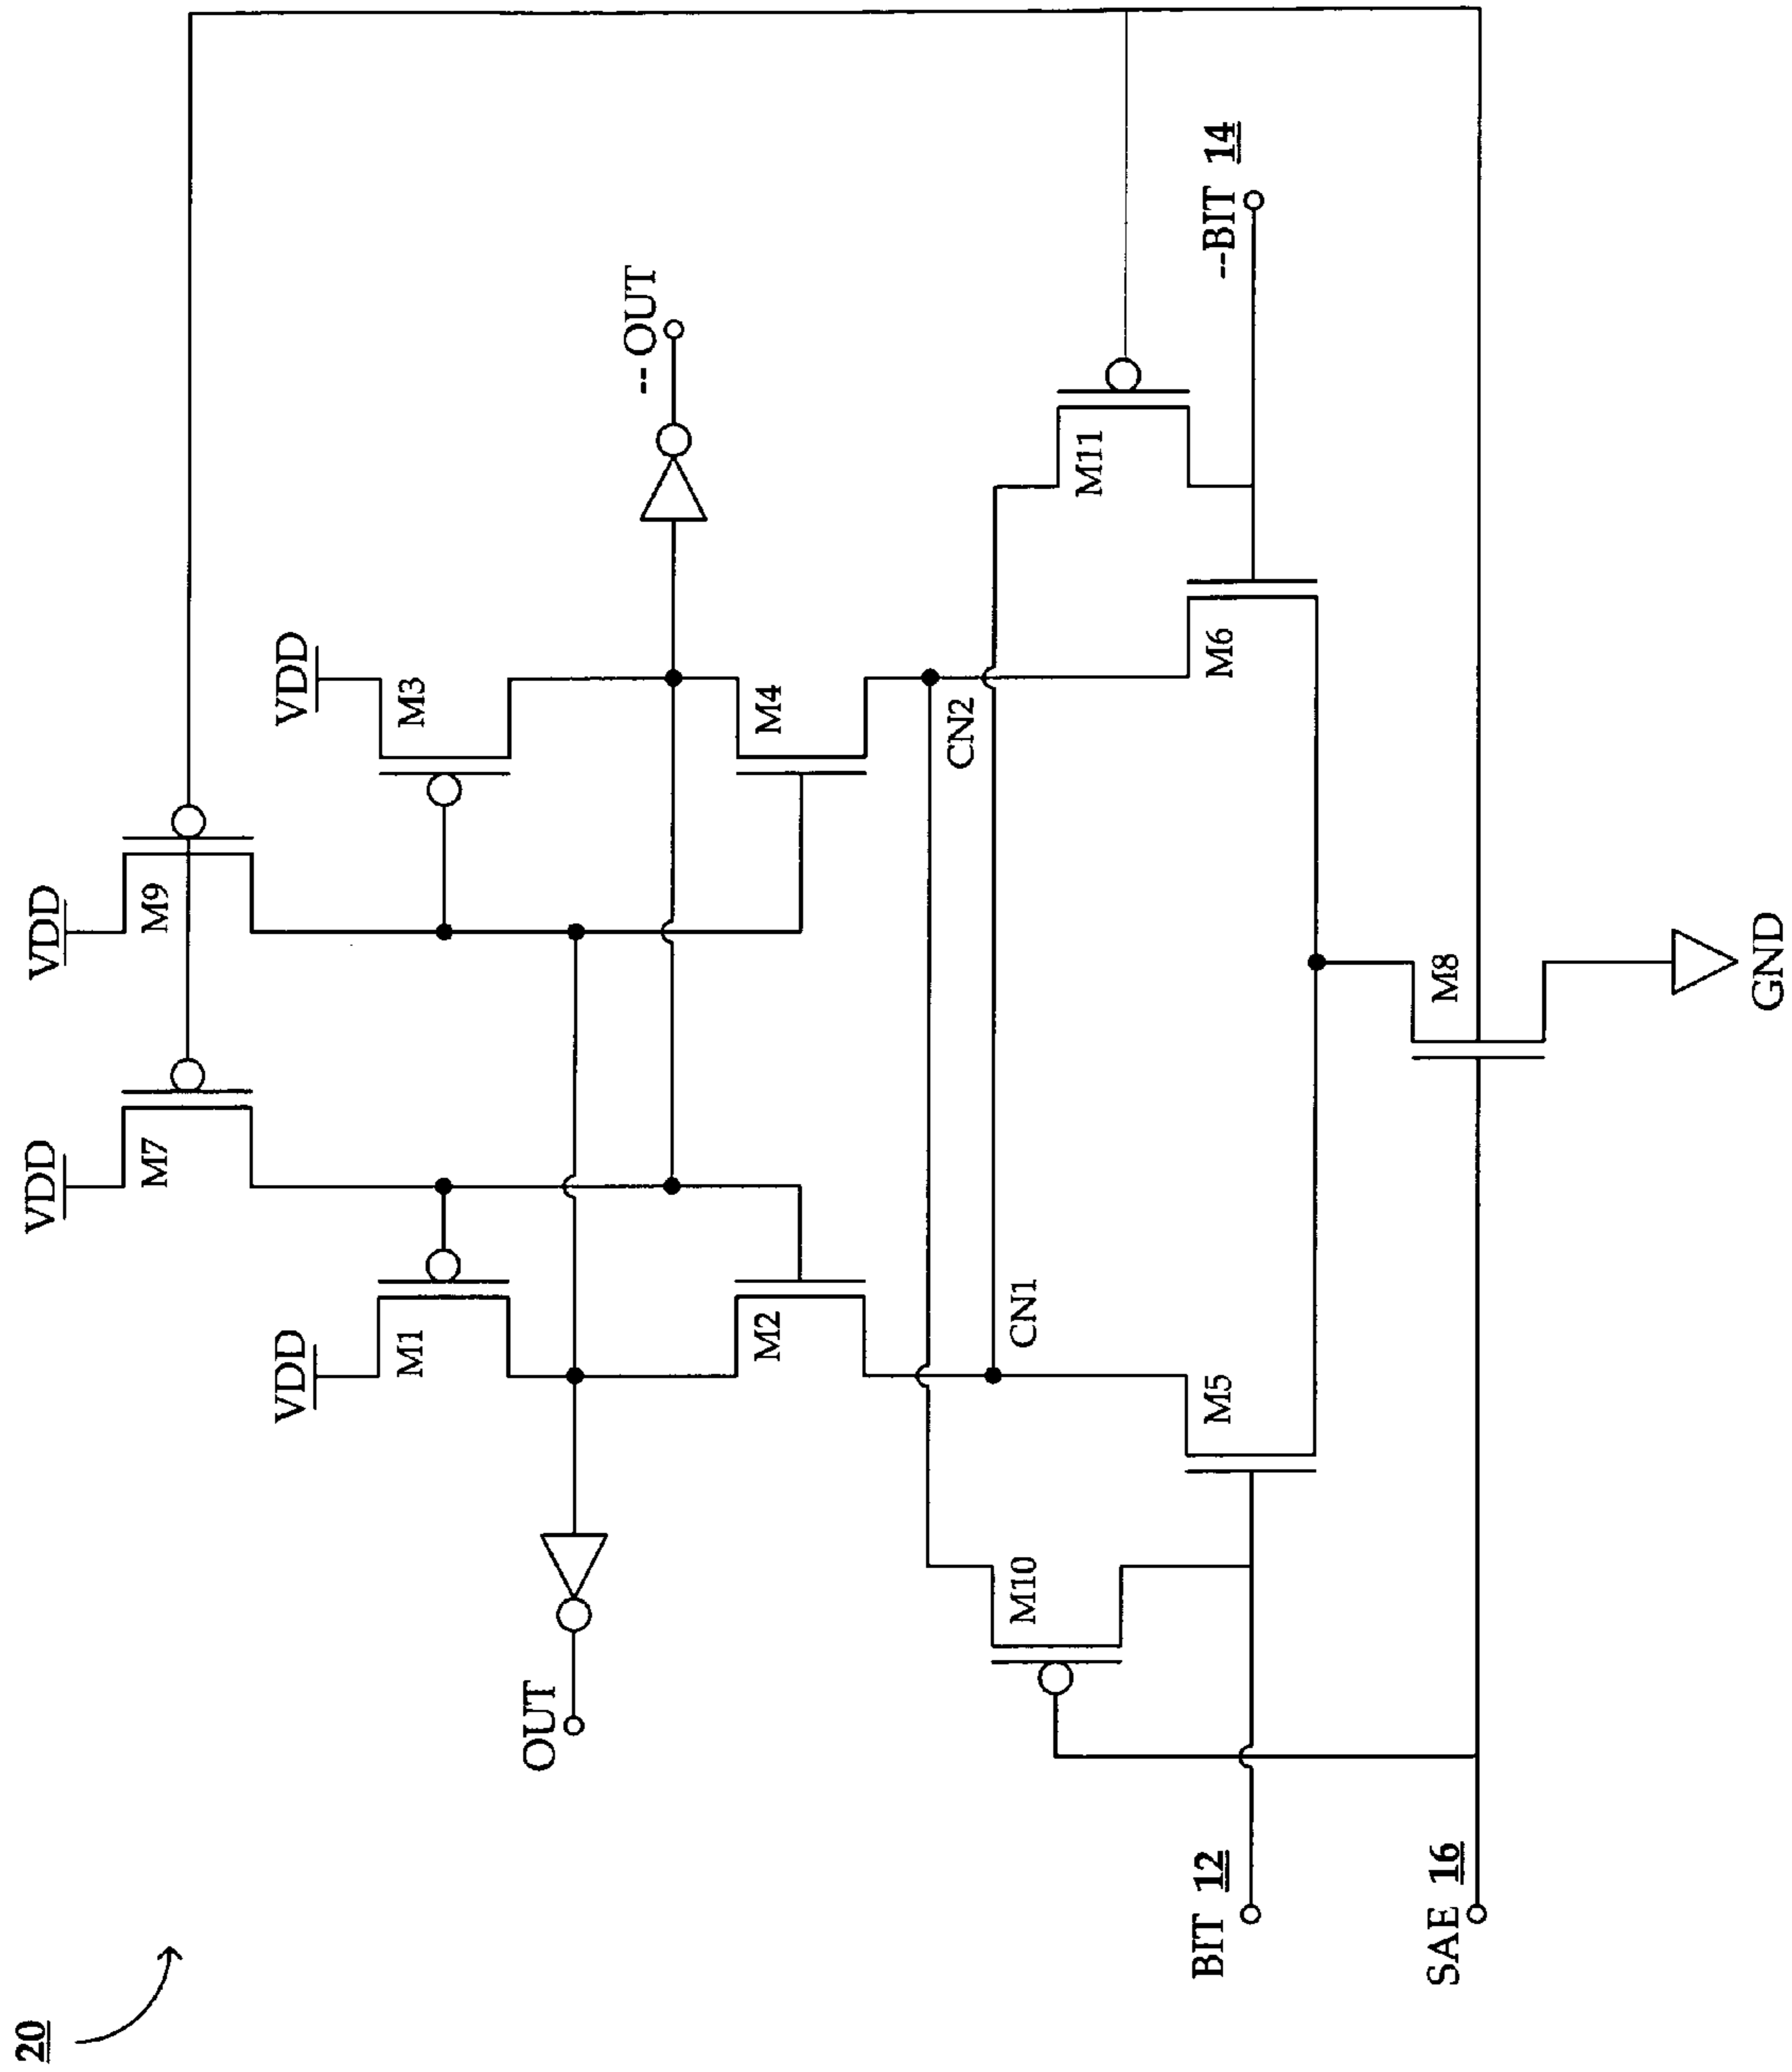 20
VDD
VDD
M7
M9
VDD
VDD
M1
M3
OUT
-- OUT
M2
M4
CN1
CN2
M10
M11
M5
M6
BIT 12
--BIT 14
SAE 16
M8
GND